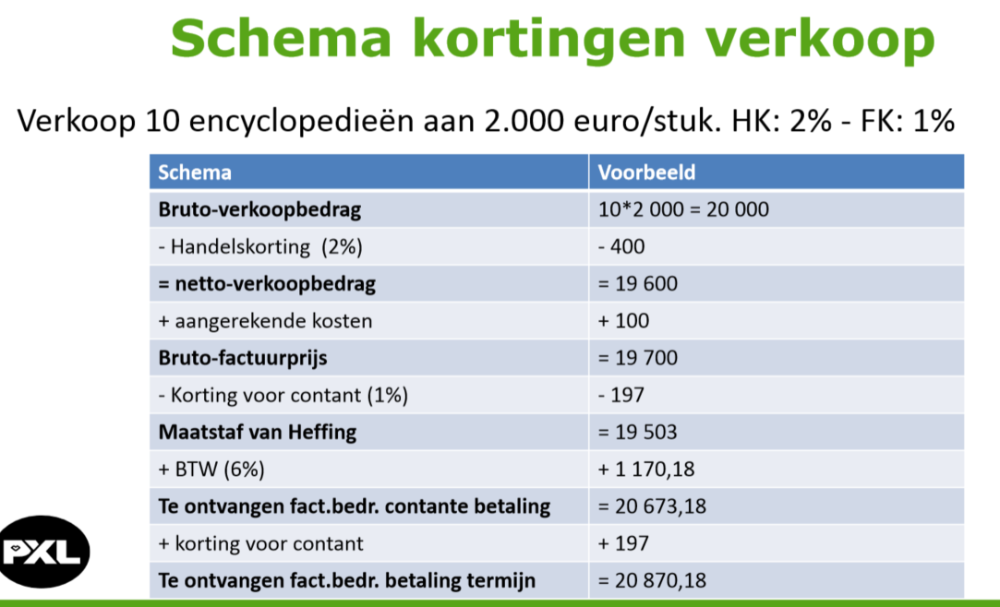 Schema kortingen verkoop
Verkoop 10 encyclopedieën aan 2.000 euro/stuk. HK: 2% - FK: 1%
Schema Voorbeeld
Bruto-verkoopbedrag 10*2 000 = 20 000
- Handelskorting (2%) - 400
= netto-verkoopbedrag = 19 600
+ aangerekende kosten + 100
Bruto-factuurprijs = 19 700
- Korting voor contant (1%) - 197
Maatstaf van Heffing = 19 503
+ BTW (6%) + 1 170,18
Te ontvangen fact.bedr. contante betaling = 20 673,18
+ korting voor contant + 197
Te ontvangen fact.bedr. betaling termijn = 20 870,18
PXL